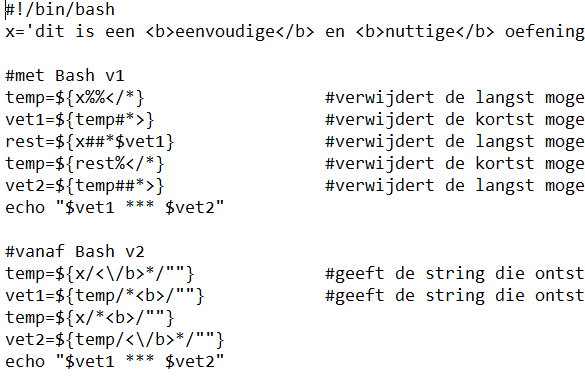 #!/bin/bash
x='dit is een <b>eenvoudige</b> en <b>nuttige</b> oefening
#met Bash v1
temp=${x%%</*} #verwijdert de langst moge
vet1=${temp#*>} #verwijdert de kortst moge
rest=${x##*$vet1} #verwijdert de langst moge
temp=${rest%</*} #verwijdert de kortst moge
vet2=${temp##*>} #verwijdert de langst moge
echo "$vet1 *** $vet2"
#vanaf Bash v2
temp=${x/<\/b>*/""} #geeft de string die ontst
vet1=${temp/*<b>/""} #geeft de string die ontst
temp=${x/*<b>/""}
vet2=${temp/<\/b>*/""}
echo "$vet1 *** $vet2"